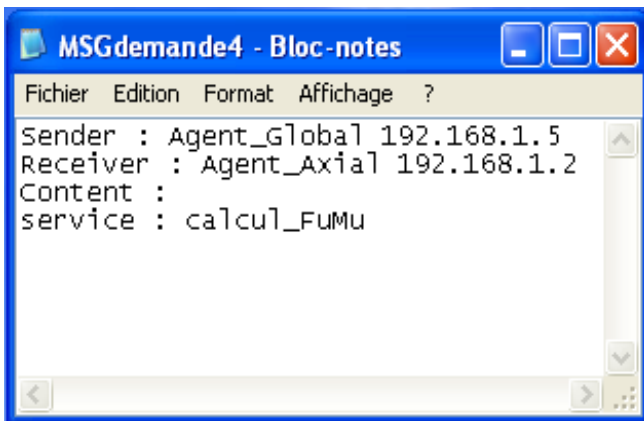 MSGdemande4 - Bloc-notes
Fichier Edition Format Affichage ?
Sender : Agent_Global 192.168.1.5
Receiver : Agent_Axial 192.168.1.2
Content :
service : calcul_FuMu